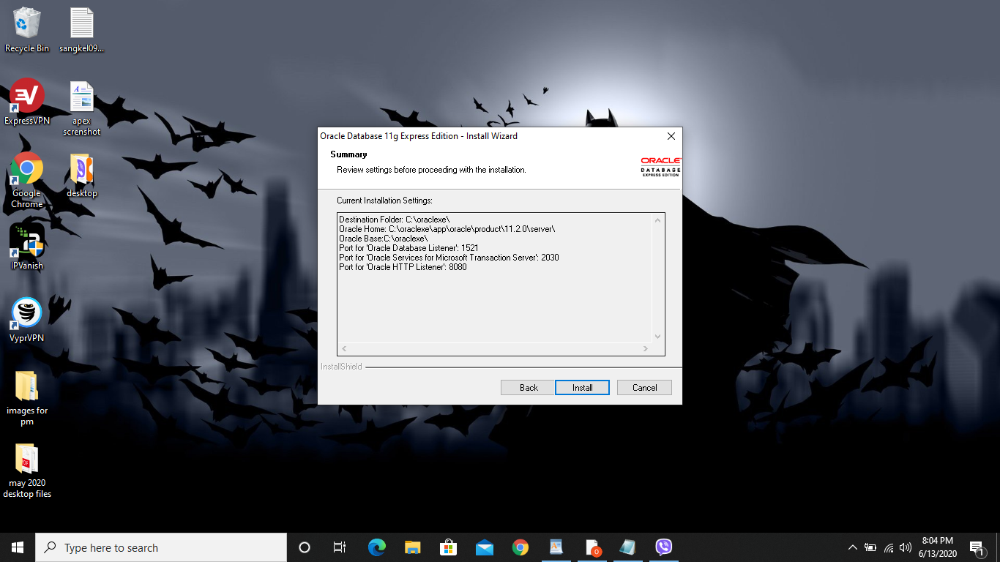 Recycle Bin
sangkel09...
ExpressVPN
apex
screnshot
Google
Chrome
desktop
IPVanish
VyprVPN
images for
pm
PDF
may 2020
desktop files
Oracle Database 11g Express Edition - Install Wizard
Summary
Review settings before proceeding with the installation.
ORACLE
DATABASE
EXPRESS EDITION
Current Installation Settings:
Destination Folder: C:\oraclexe\
Oracle Home: C:\oraclexe\app\oracle\product\11.2.0\server\
Oracle Base:C:\oraclexe\
Port for 'Oracle Database Listener': 1521
Port for 'Oracle Services for Microsoft Transaction Server': 2030
Port for 'Oracle HTTP Listener': 8080
InstallShield
Back
Install
Cancel
Type here to search
8:04 PM
6/13/2020
1